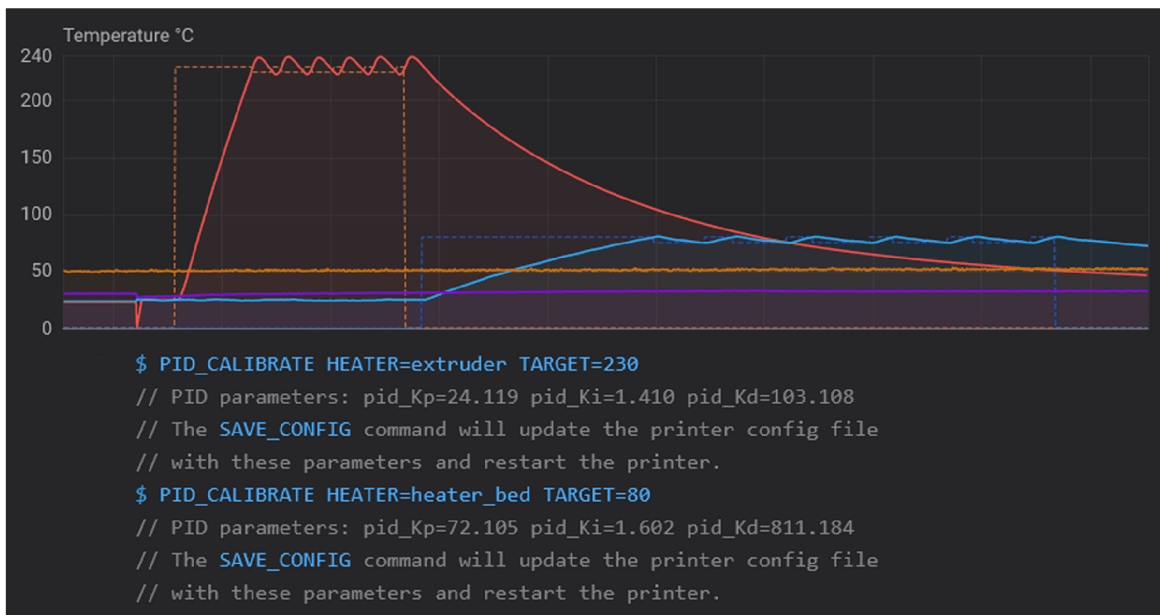 Temperature °C
240
200
150
100
50
0
$ PID_CALIBRATE HEATER=extruder TARGET=230
// PID parameters: pid_Kp=24.119 pid_Ki=1.410 pid_Kd=103.108
// The SAVE_CONFIG command will update the printer config file
// with these parameters and restart the printer.
$ PID_CALIBRATE HEATER=heater_bed TARGET=80
// PID parameters: pid_Kp=72.105 pid_Ki=1.602 pid_Kd=811.184
// The SAVE_CONFIG command will update the printer config file
// with these parameters and restart the printer.